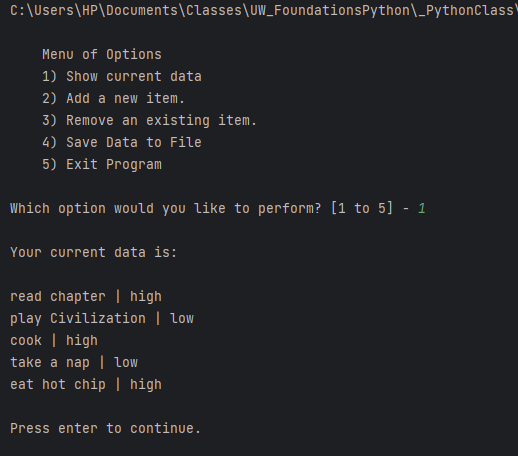 C:\Users\HP\Documents\Classes\UW_FoundationsPython\_PythonClass\
Menu of Options
1) Show current data
2) Add a new item.
3) Remove an existing item.
4) Save Data to File
5) Exit Program
Which option would you like to perform? [1 to 5] - 1
Your current data is:
read chapter | high
play Civilization | low
cook | high
take a nap | low
eat hot chip | high
Press enter to continue.